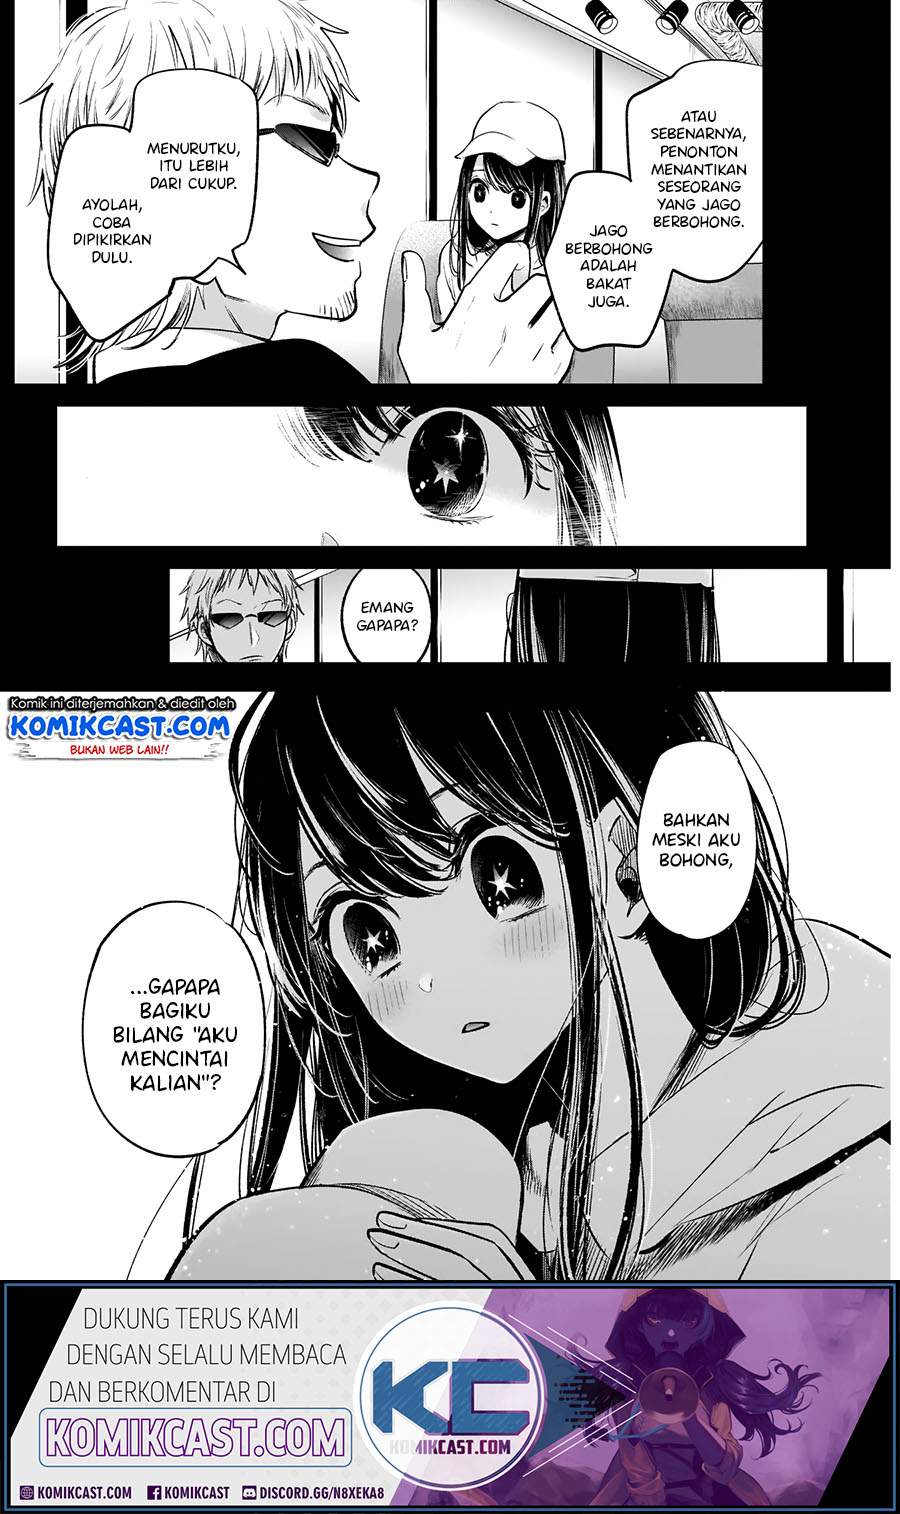 ATAU
SEBENARNYA,
PENONTON
MENANTIKAN
SESEORANG
YANG JAGO
BERBOHONG.
JAGO
BERBOHONG
ADALAH
BAKAT
JUGA.
MENURUTKU,
ITU LEBIH
DARI CUKUP.
AYOLAH,
COBA
DIPIKIRKAN
DULU.
EMANG
GAPAPA?
Komik ini diterjemahkan & diedit oleh
KOMIKCAST.COM
BUKAN WEB LAIN!!
BAHKAN
MESKI AKU
BOHONG,
...GAPAPA
BAGIKU
BILANG "AKU
MENCINTAI
KALIAN"?
DUKUNG TERUS KAMI
DENGAN SELALU MEMBACA
DAN BERKOMENTAR DI
KOMIKCAST.COM
KC
KOMIKCAST.COM
KOMIKCAST.COM KOMIKCAST DISCORD.GG/N8XEKA8